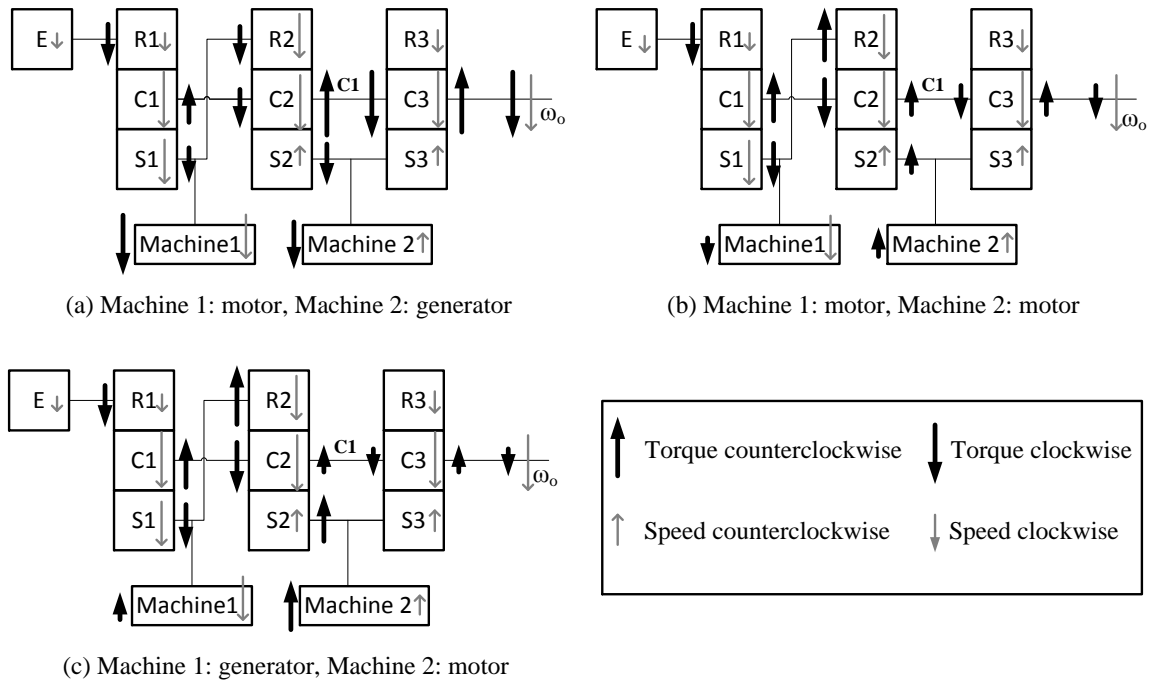 E R1 R2 R3
C1 C2 C1 C3 ωo
S1 S2 S3
Machine1 Machine 2
(a) Machine 1: motor, Machine 2: generator
E R1 R2 R3
C1 C2 C1 C3 ωo
S1 S2 S3
Machine1 Machine 2
(b) Machine 1: motor, Machine 2: motor
E R1 R2 R3
C1 C2 C1 C3 ωo
S1 S2 S3
Machine1 Machine 2
(c) Machine 1: generator, Machine 2: motor
Torque counterclockwise Torque clockwise
Speed counterclockwise Speed clockwise